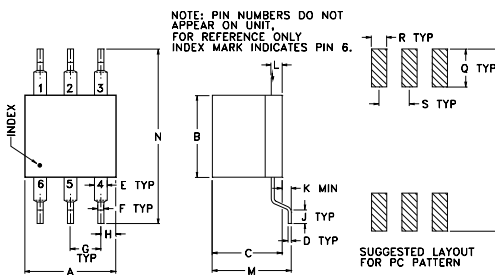 NOTE: PIN NUMBERS DO NOT
APPEAR ON UNIT,
FOR REFERENCE ONLY
INDEX MARK INDICATES PIN 6.
1 2 3
INDEX
6 5 4
E TYP
F TYP
H
G
TYP
A
N
L
B
K MIN
J TYP
D TYP
C
M
R TYP
Q TYP
S TYP
SUGGESTED LAYOUT
FOR PC PATTERN